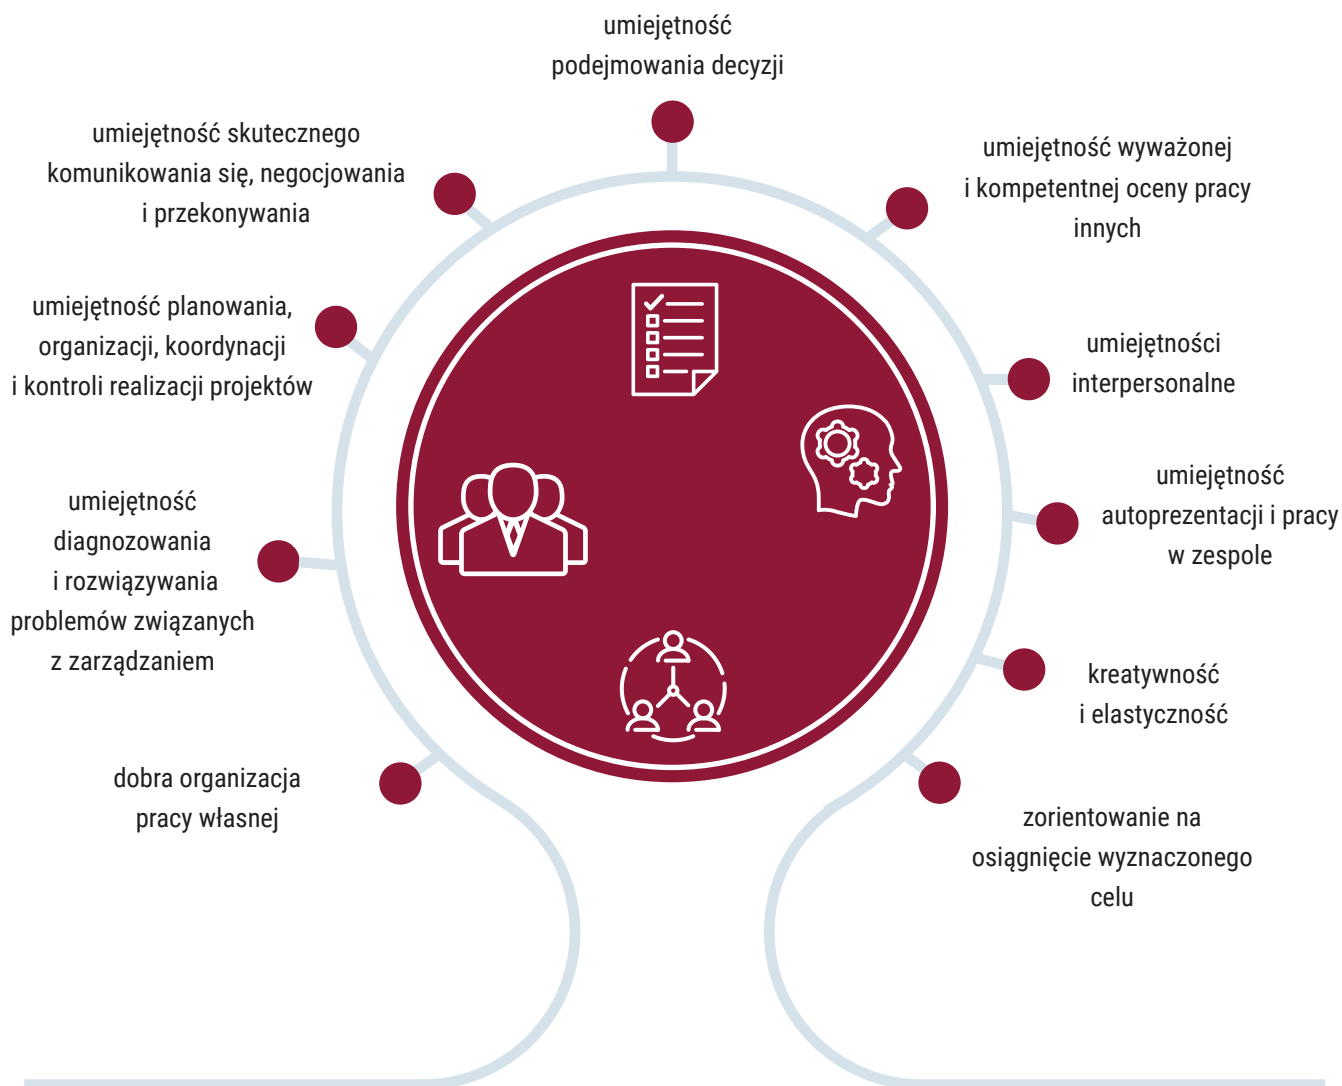 umiejętność
podejmowania decyzji
umiejętność skutecznego
komunikowania się, negocjowania
i przekonywania
umiejętność wyważonej
i kompetentnej oceny pracy
innych
umiejętność planowania,
organizacji, koordynacji
i kontroli realizacji projektów
umiejętności
interpersonalne
umiejętność
diagnozowania
i rozwiązywania
problemów związanych
z zarządzaniem
umiejętność
autoprezentacji i pracy
w zespole
kreatywność
i elastyczność
dobra organizacja
pracy własnej
zorientowanie na
osiągnięcie wyznaczonego
celu